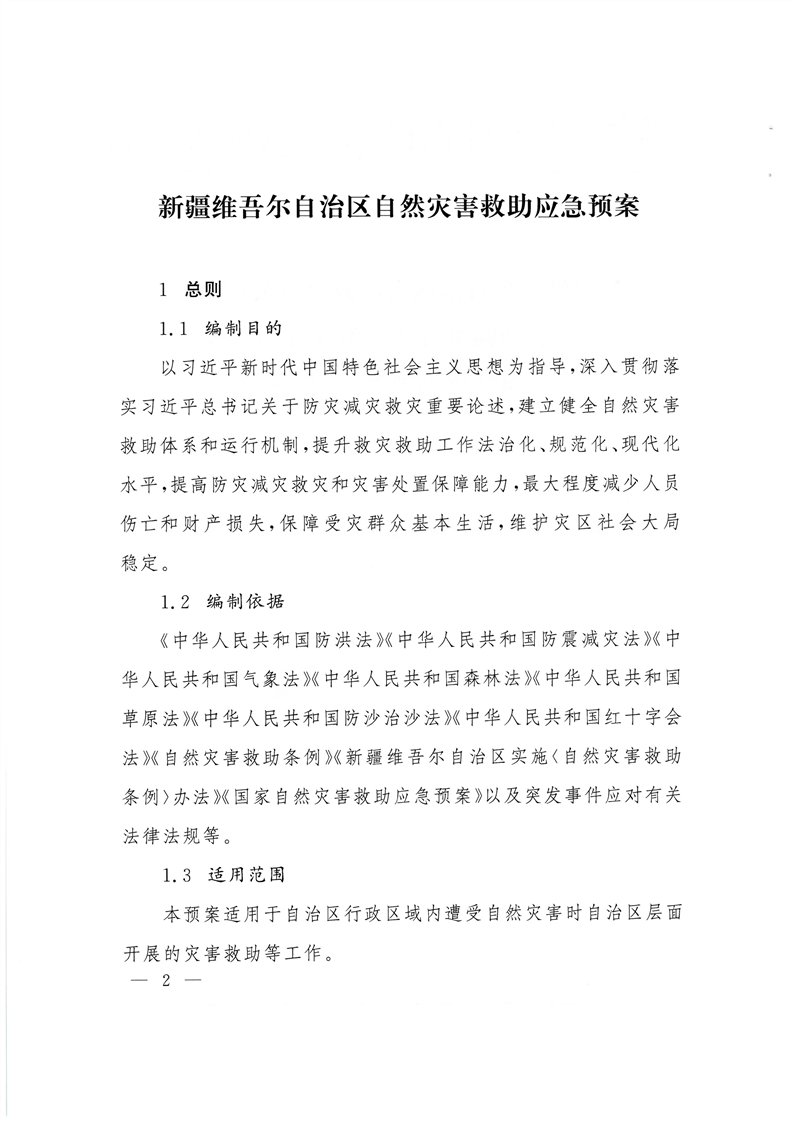 新疆维吾尔自治区自然灾害救助应急预案
1 总则
1.1 编制目的
以习近平新时代中国特色社会主义思想为指导,深入贯彻落
实习近平总书记关于防灾减灾救灾重要论述,建立健全自然灾害
救助体系和运行机制,提升救灾救助工作法治化、规范化、现代化
水平,提高防灾减灾救灾和灾害处置保障能力,最大程度减少人员
伤亡和财产损失,保障受灾群众基本生活,维护灾区社会大局
稳定。
1.2 编制依据
《中华人民共和国防洪法》《中华人民共和国防震减灾法》《中
华人民共和国气象法》《中华人民共和国森林法》《中华人民共和国
草原法》《中华人民共和国防沙治沙法》《中华人民共和国红十字会
法》《自然灾害救助条例》《新疆维吾尔自治区实施〈自然灾害救助
条例〉办法》《国家自然灾害救助应急预案》以及突发事件应对有关
法律法规等。
1.3 适用范围
本预案适用于自治区行政区域内遭受自然灾害时自治区层面
开展的灾害救助等工作。
— 2 —